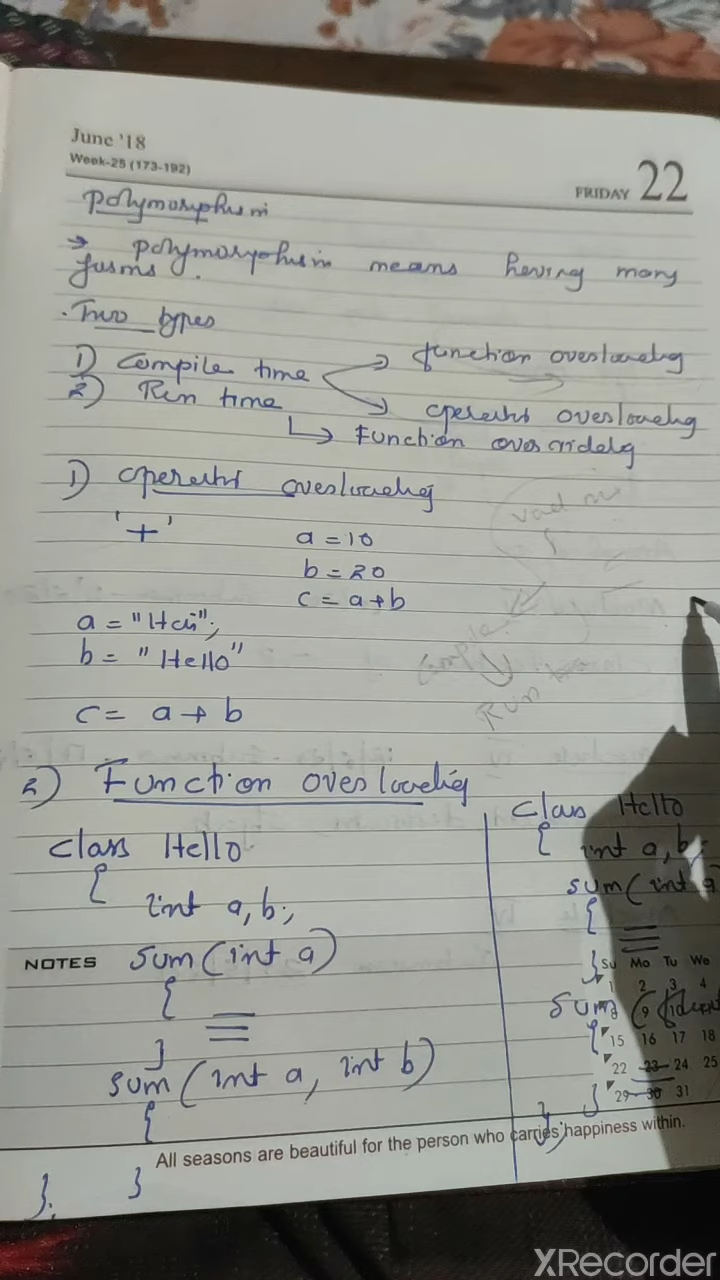 June '18
Week-25 (173-192)
FRIDAY 22
Polymorphism
→ polymorphism means having many
forms.
Two types
1) Compile time → function overloading
2) Run time → operator overloading
↳ Function overriding
1) operator overloading
'+'
a = 10
b = 20
c = a + b
a = "Hai";
b = "Hello"
c = a + b
2) Function overloading
class Hello
{
int a, b;
sum (int a)
{
}
sum (int a, int b)
{
}
};
class Hello
{
int a, b;
sum (int a)
{
}
sum (
{
}
}
NOTES
Su Mo Tu We
1 2 3 4
9
15 16 17 18
22 23 24 25
29 30 31
All seasons are beautiful for the person who carries happiness within.
XRecorder